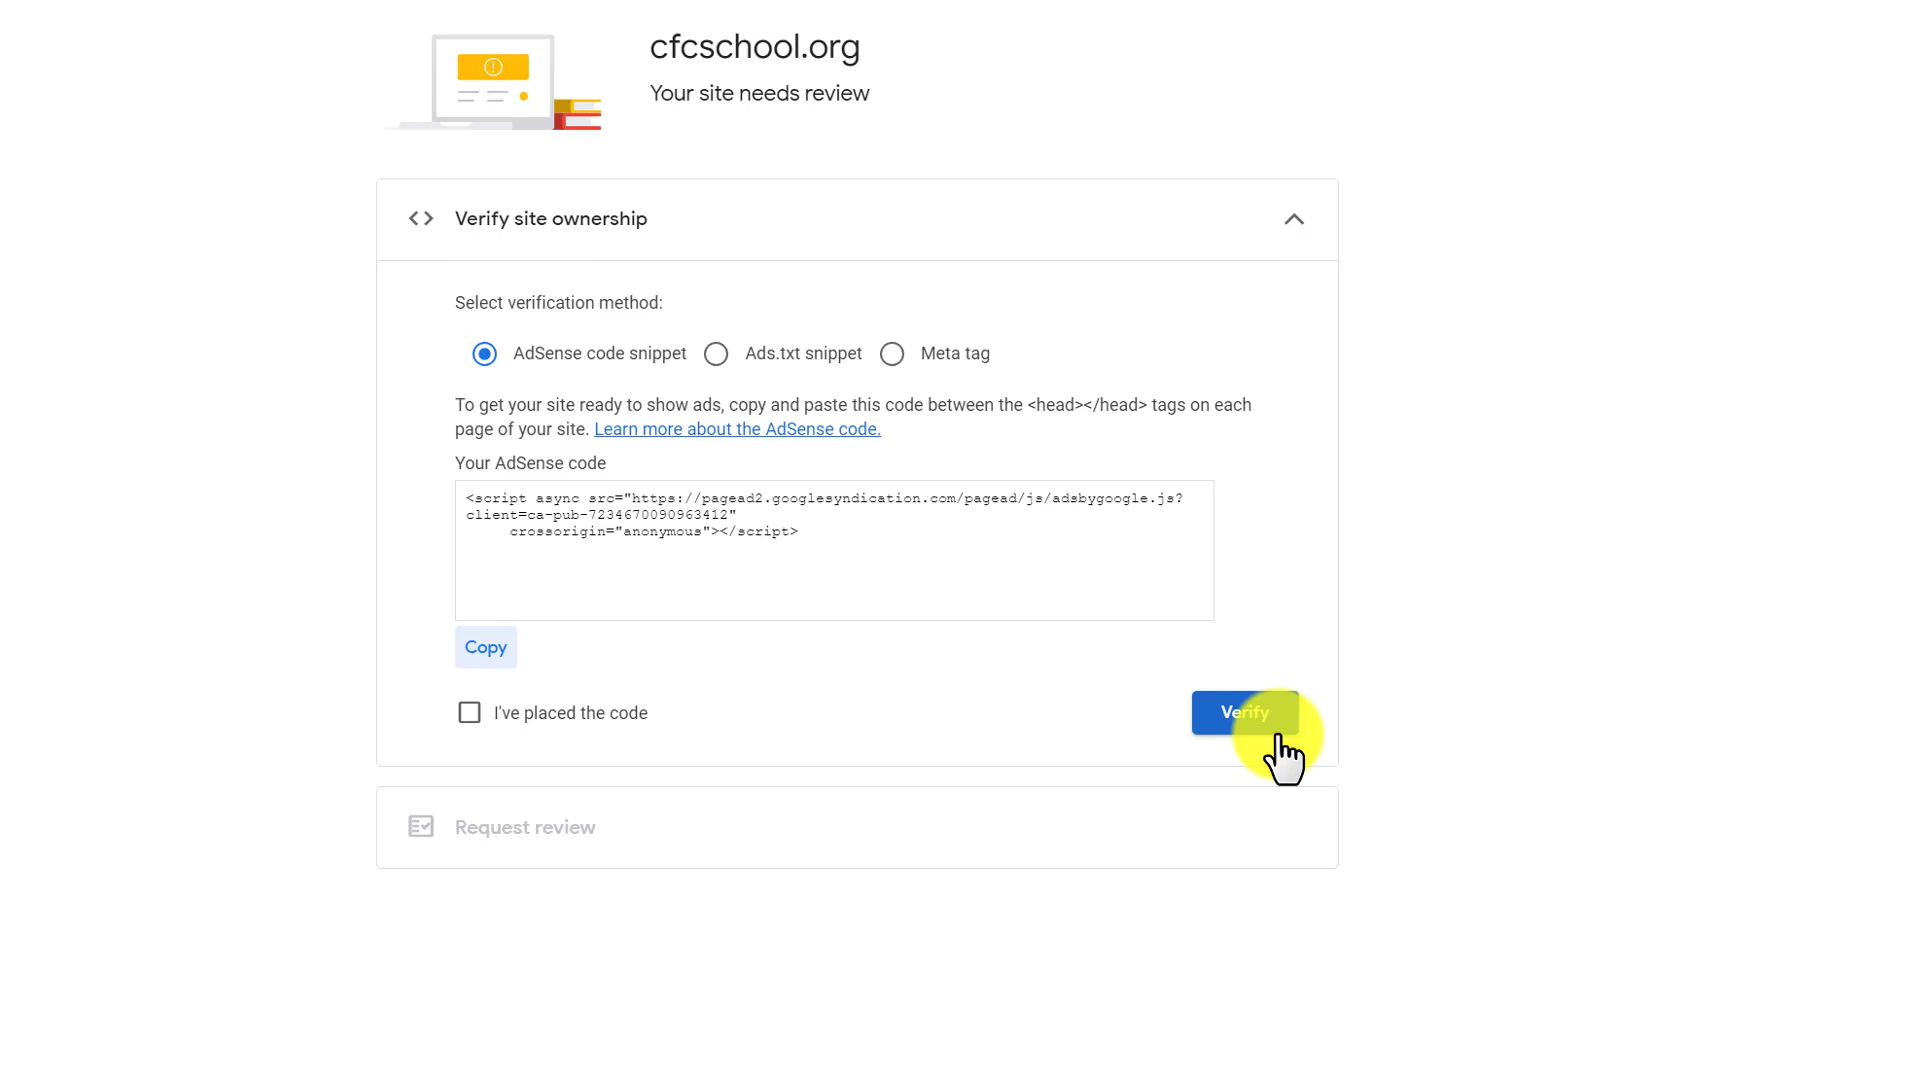 cfcschool.org
Your site needs review
Verify site ownership
Select verification method:
AdSense code snippet
Ads.txt snippet
Meta tag
To get your site ready to show ads, copy and paste this code between the <head></head> tags on each
page of your site. Learn more about the AdSense code.
Your AdSense code
<script async src="https://pagead2.googlesyndication.com/pagead/js/adsbygoogle.js?
client=ca-pub-7234670090963412"
     crossorigin="anonymous"></script>
Copy
I've placed the code
Verify
Request review